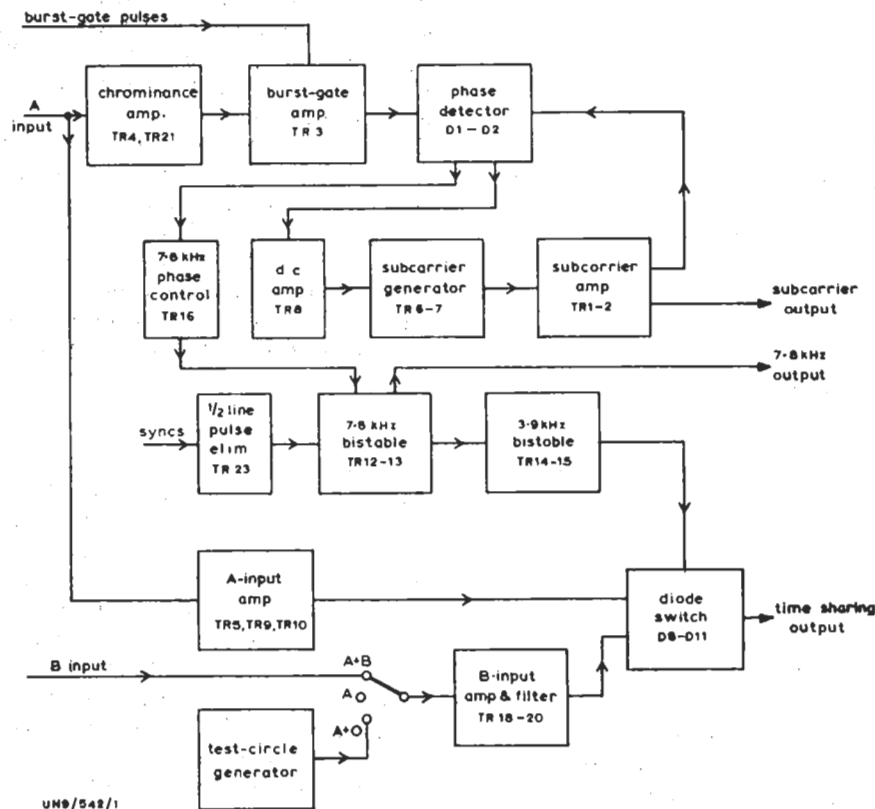 burst-gate pulses
A
input
chrominance
amp.
TR4, TR21
burst-gate
amp.
TR 3
phase
detector
D1 – D2
7·8 kHz
phase
control
TR16
d c
amp
TR8
subcarrier
generator
TR 6-7
subcarrier
amp
TR1-2
subcarrier
output
7·8 kHz
output
syncs
1/2 line
pulse
elim
TR 23
7·8 kHz
bistable
TR12-13
3·9 kHz
bistable
TR14-15
A-input
amp
TR5, TR9, TR10
diode
switch
D8-D11
time sharing
output
B input
A+B
A
A+O
B-input
amp & filter
TR 18-20
test-circle
generator
UN9/542/1